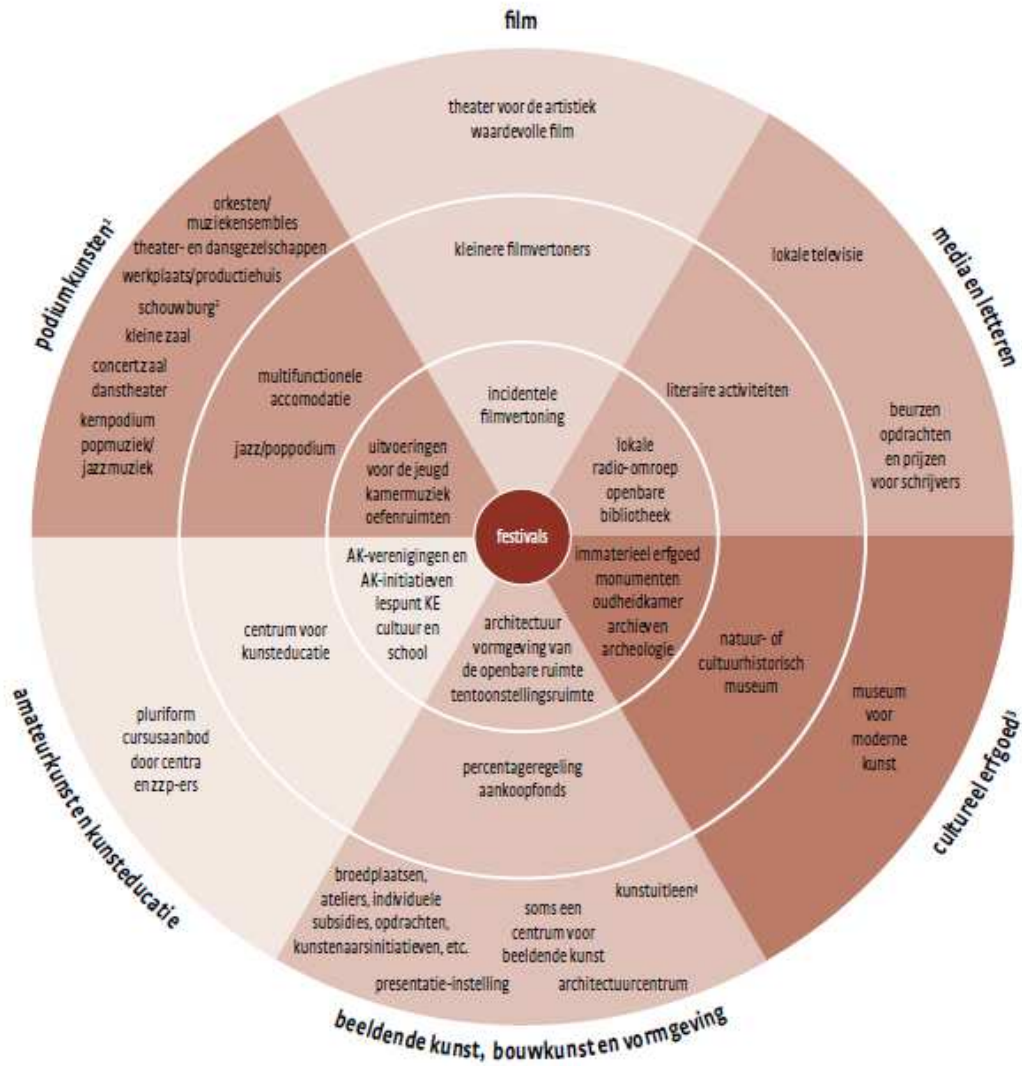 film
theater voor de artistiek
waardevolle film
kleinere filmvertoners
incidentele
filmvertoning
media en letteren
lokale televisie
beurzen
opdrachten
en prijzen
voor schrijvers
literaire activiteiten
lokale
radio-omroep
openbare
bibliotheek
cultureel erfgoed³
immaterieel erfgoed
monumenten
oudheidkamer
archieven
archeologie
natuur- of
cultuurhistorisch
museum
museum
voor
moderne
kunst
beeldende kunst, bouwkunst en vormgeving
architectuur
vormgeving van
de openbare ruimte
tentoonstellingsruimte
percentageregeling
aankoopfonds
broedplaatsen,
ateliers, individuele
subsidies, opdrachten,
kunstenaarsinitiatieven, etc.
soms een
centrum voor
beeldende kunst
kunstuitleen⁴
presentatie-instelling
architectuurcentrum
amateurkunst en kunsteducatie
AK-verenigingen en
AK-initiatieven
lespunt KE
cultuur en
school
centrum voor
kunsteducatie
pluriform
cursusaanbod
door centra
en zzp-ers
podiumkunsten¹
orkesten/
muziekensembles
theater- en dansgezelschappen
werkplaats/productiehuis
schouwburg²
kleine zaal
concertzaal
danstheater
kernpodium
popmuziek/
jazzmuziek
multifunctionele
accomodatie
jazz/poppodium
uitvoeringen
voor de jeugd
kamermuziek
oefenruimten
festivals